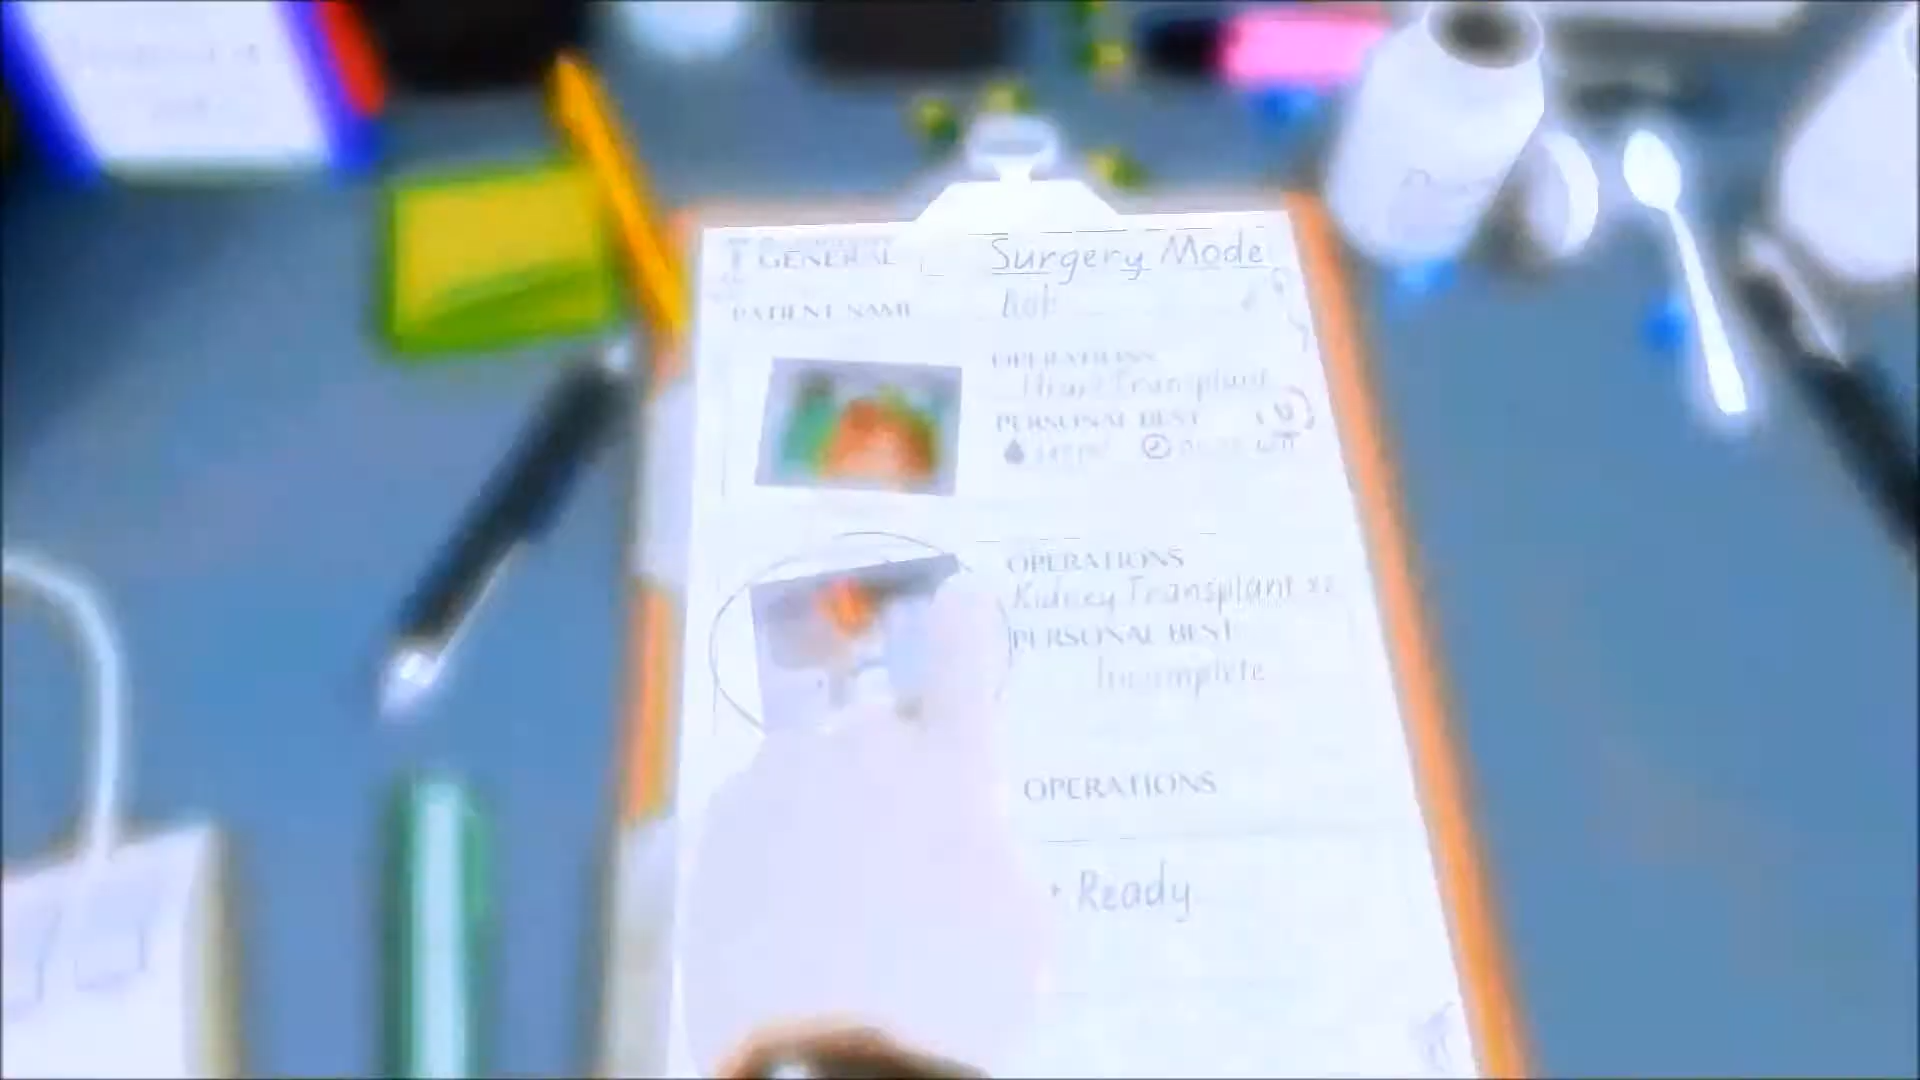 GENERAL
Surgery Mode
PATIENT NAME
Bob
OPERATIONS
Heart Transplant
PERSONAL BEST
OPERATIONS
Kidney Transplant x2
PERSONAL BEST
Incomplete
OPERATIONS
Ready